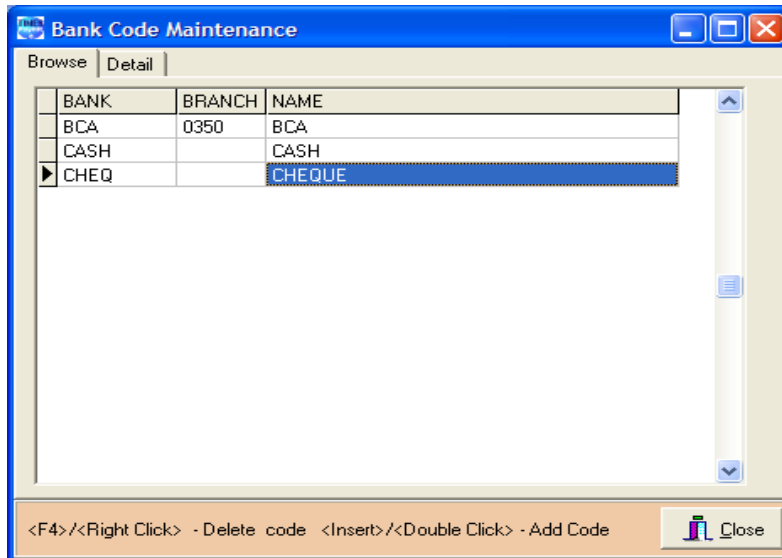 Bank Code Maintenance
Browse Detail
BANK BRANCH NAME
BCA 0350 BCA
CASH CASH
CHEQ CHEQUE
<F4>/<Right Click> - Delete code <Insert>/<Double Click> - Add Code Close